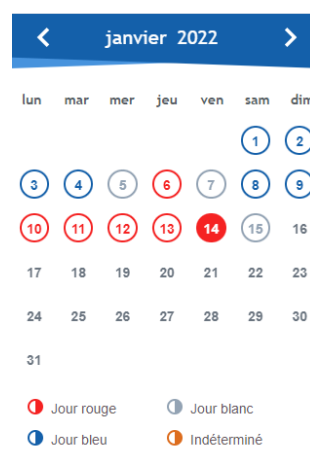 janvier 2022
lun mar mer jeu ven sam dim
1 2
3 4 5 6 7 8 9
10 11 12 13 14 15 16
17 18 19 20 21 22 23
24 25 26 27 28 29 30
31
Jour rouge Jour blanc
Jour bleu Indéterminé